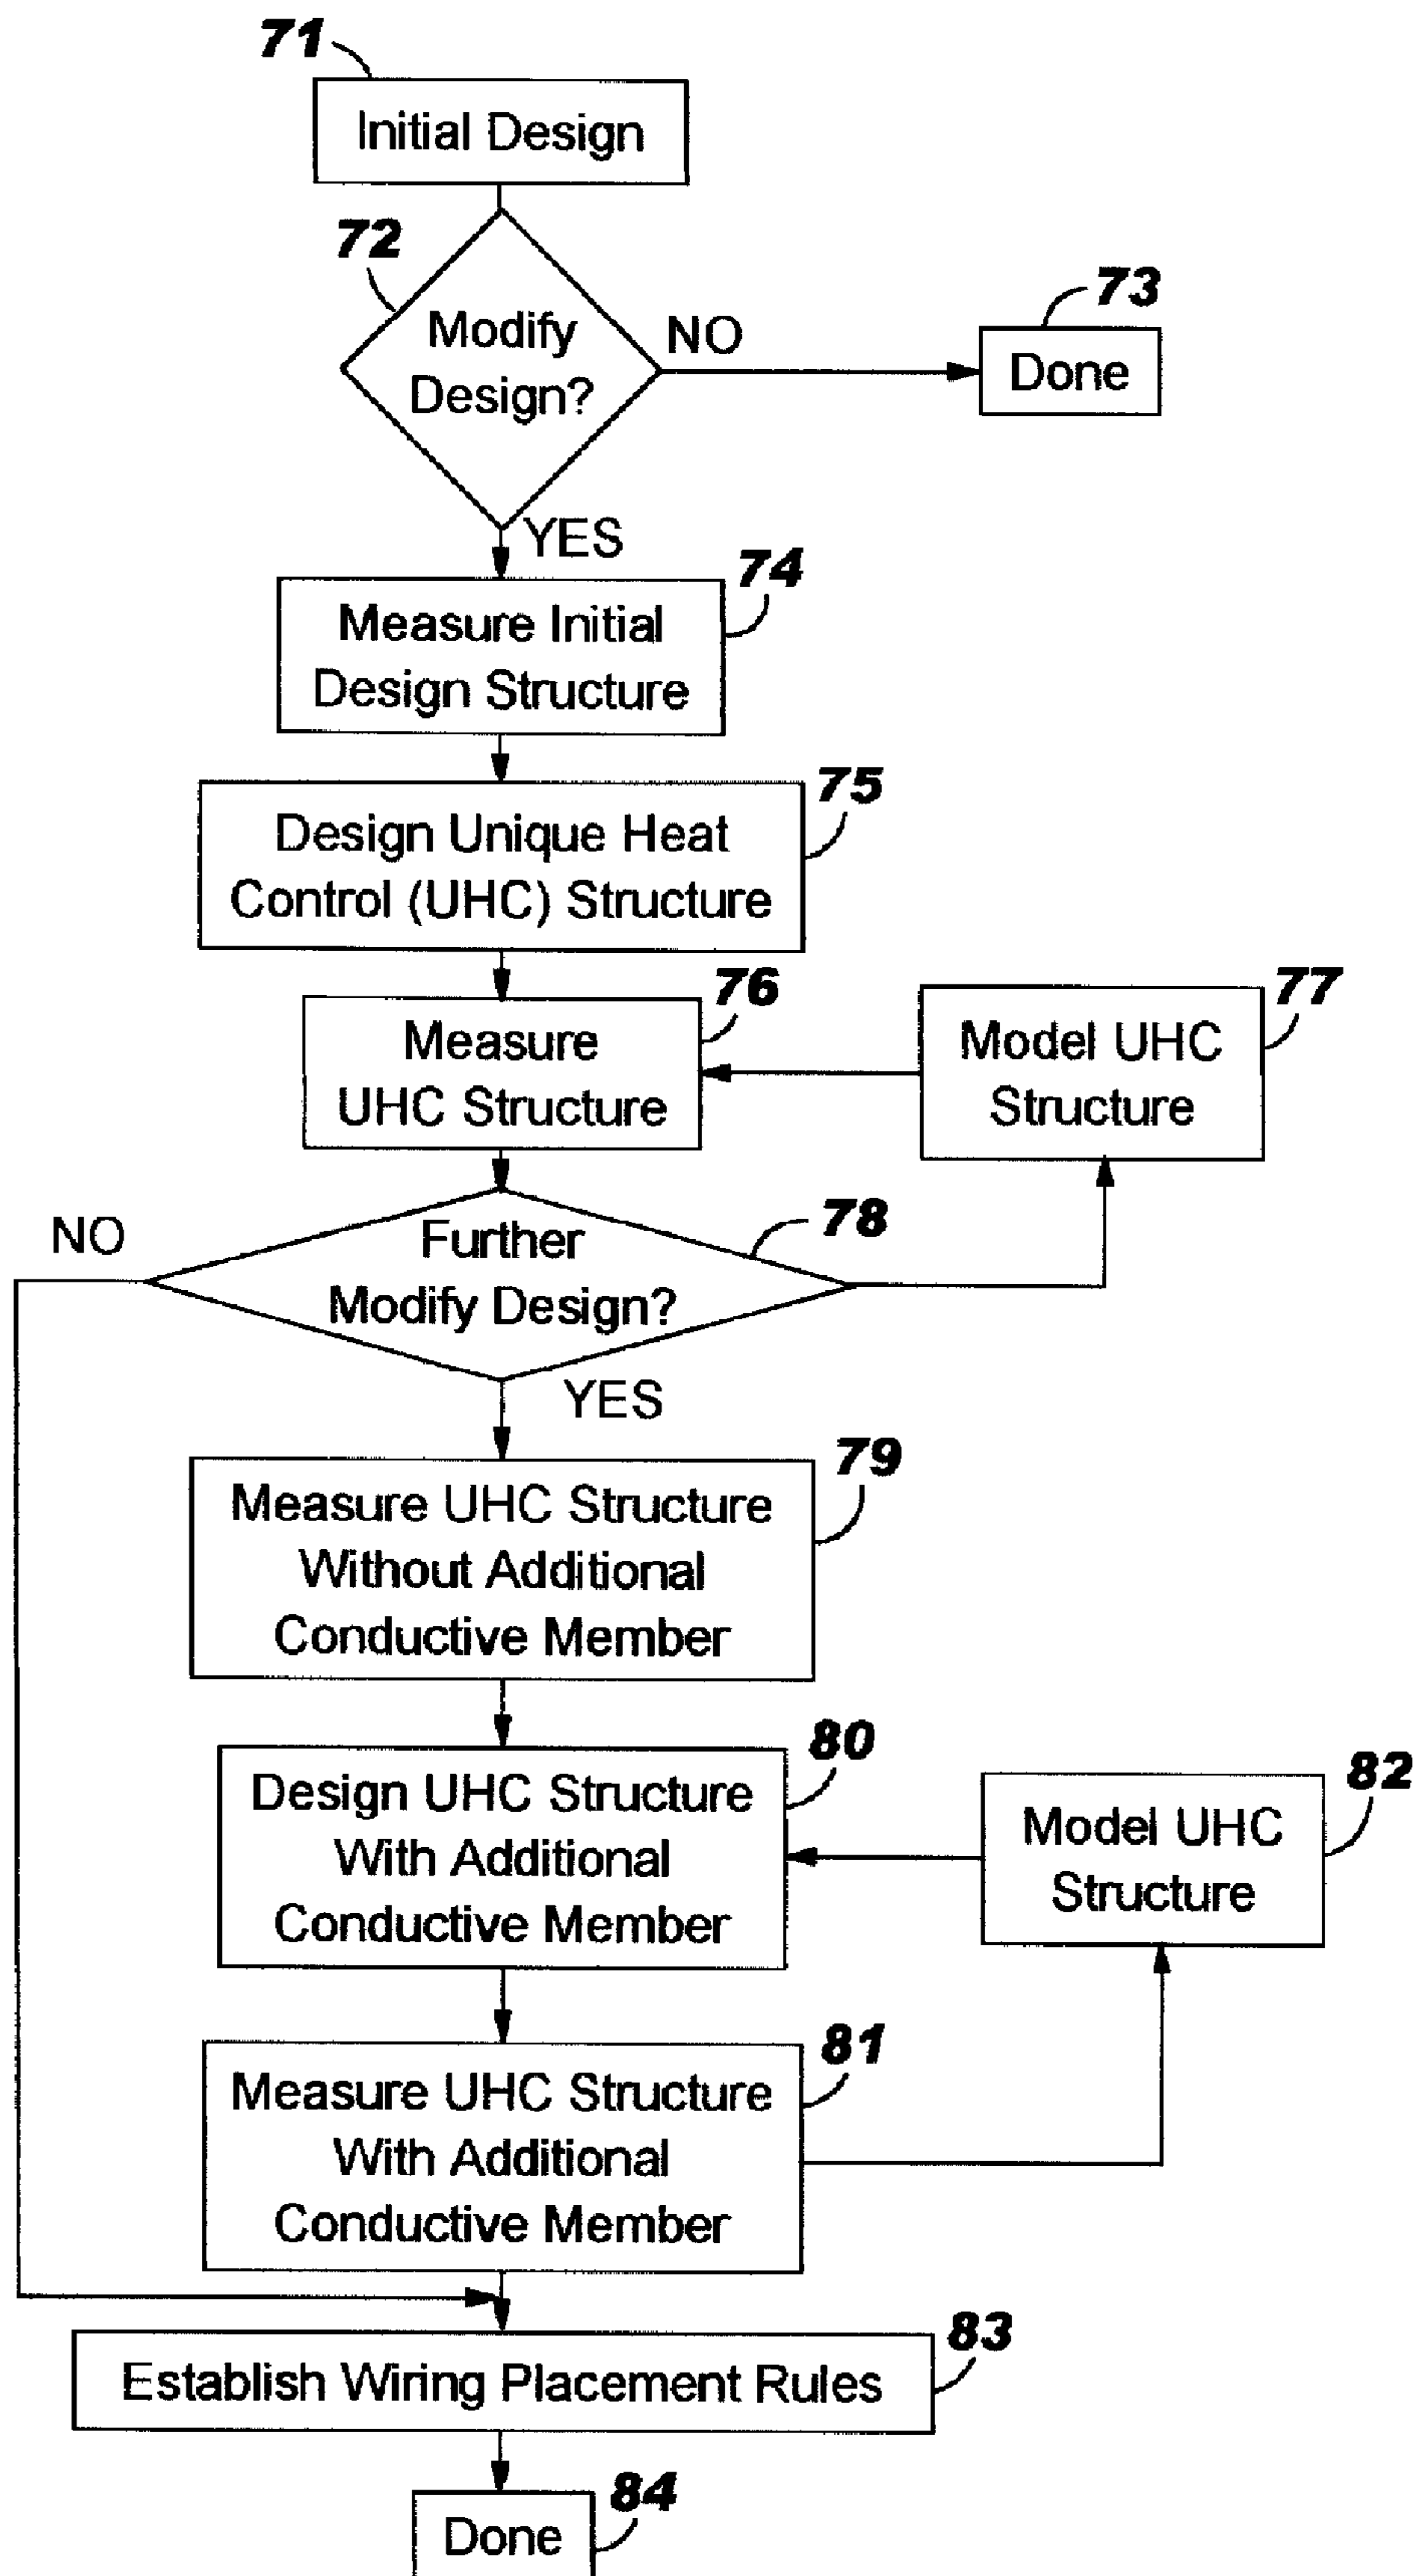 71
Initial Design
72
Modify
Design?
NO
73
Done
YES
74
Measure Initial
Design Structure
75
Design Unique Heat
Control (UHC) Structure
76
Measure
UHC Structure
77
Model UHC
Structure
78
Further
Modify Design?
NO
YES
79
Measure UHC Structure
Without Additional
Conductive Member
80
Design UHC Structure
With Additional
Conductive Member
82
Model UHC
Structure
81
Measure UHC Structure
With Additional
Conductive Member
83
Establish Wiring Placement Rules
84
Done